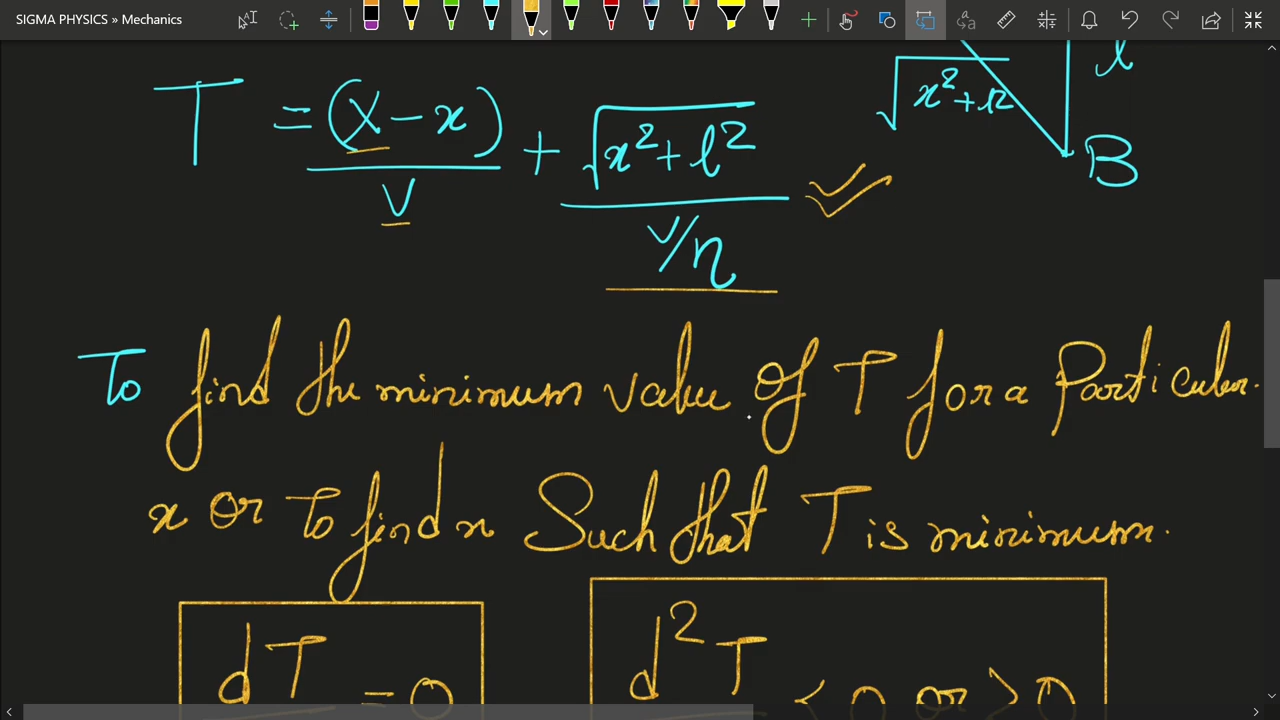 SIGMA PHYSICS » Mechanics
l
√(x²+l²)
B
T = (X-x)/V + √(x²+l²)/(V/η)
To find the minimum value of T for a Particular
x or To find x Such that T is minimum.
dT = 0
d²T < 0 or > 0